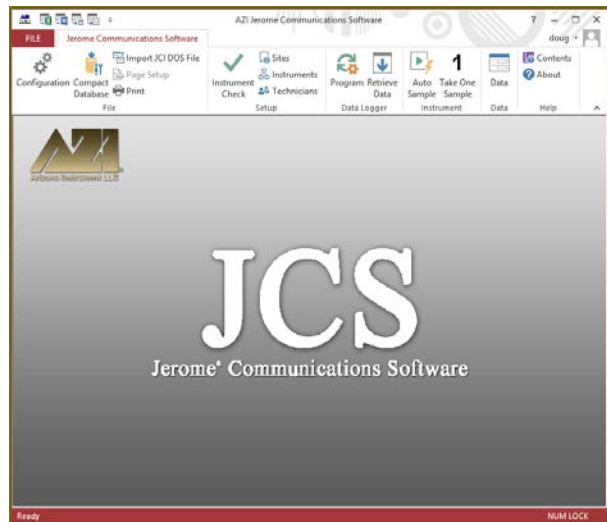 AZI Jerome Communications Software
?
FILE
Jerome Communications Software
doug
Configuration
Compact Database
Import JCI DOS File
Page Setup
Print
Instrument Check
Sites
Instruments
Technicians
Program
Retrieve Data
Auto Sample
1
Take One Sample
Data
Contents
About
File
Setup
Data Logger
Instrument
Data
Help
AZI
Arizona Instrument LLC
JCS
Jerome® Communications Software
Ready
NUM LOCK